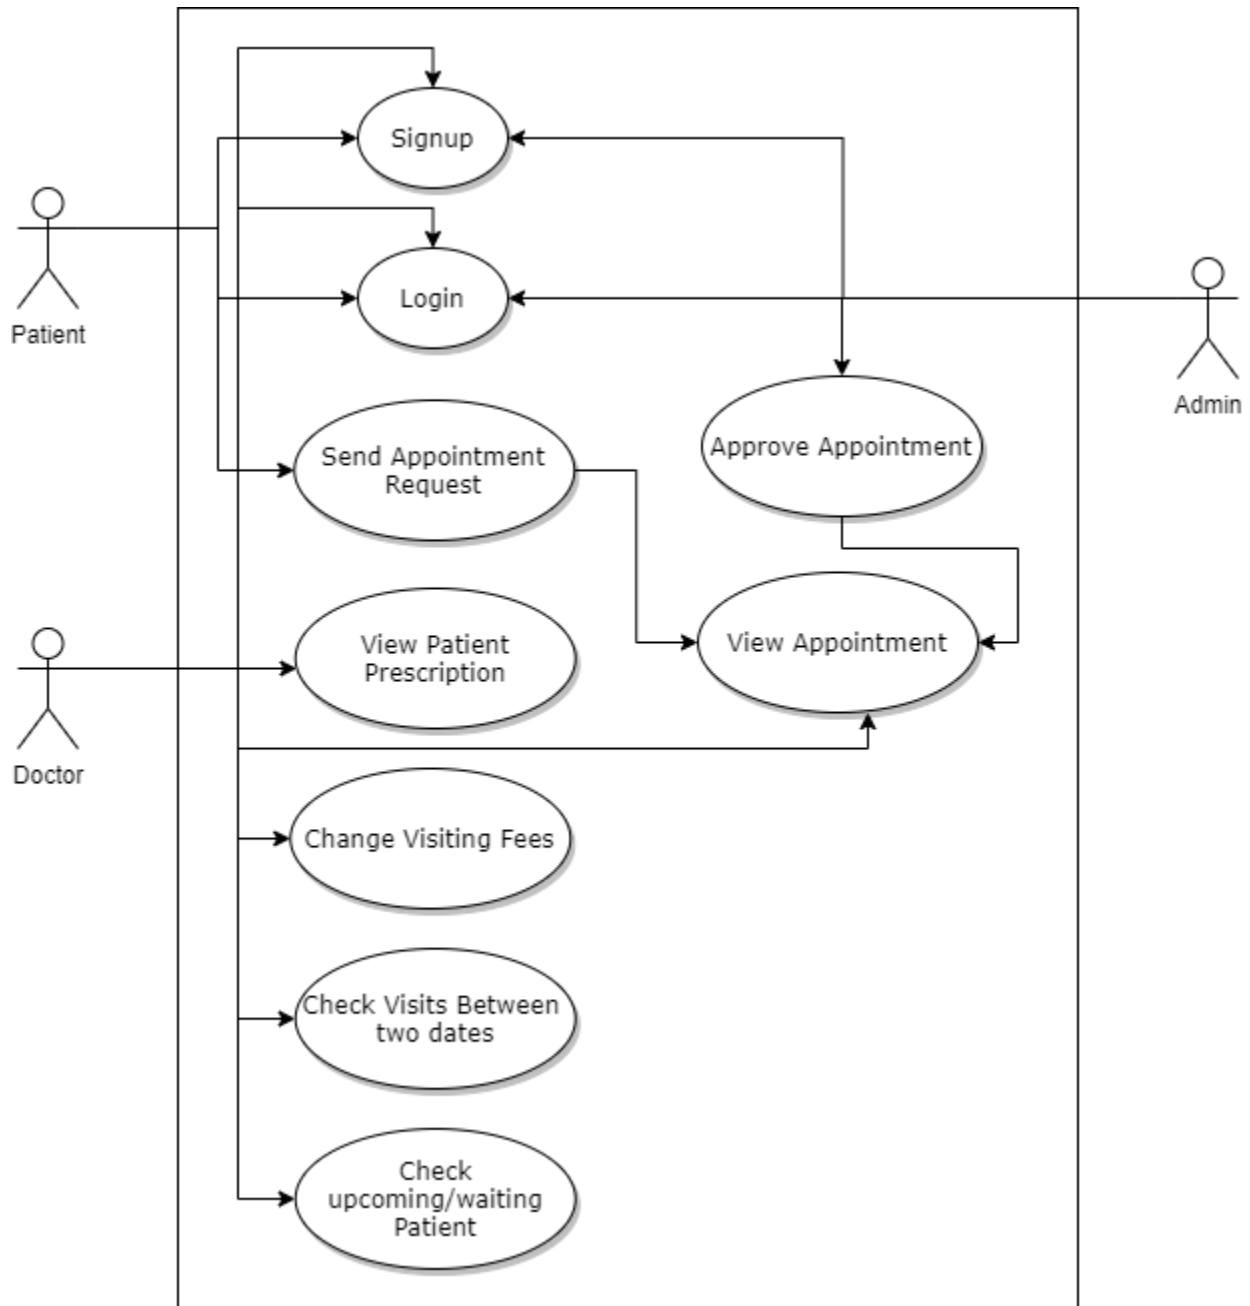 Signup
Login
Patient
Admin
Send Appointment
Request
Approve Appointment
View Patient
Prescription
View Appointment
Doctor
Change Visiting Fees
Check Visits Between
two dates
Check
upcoming/waiting
Patient